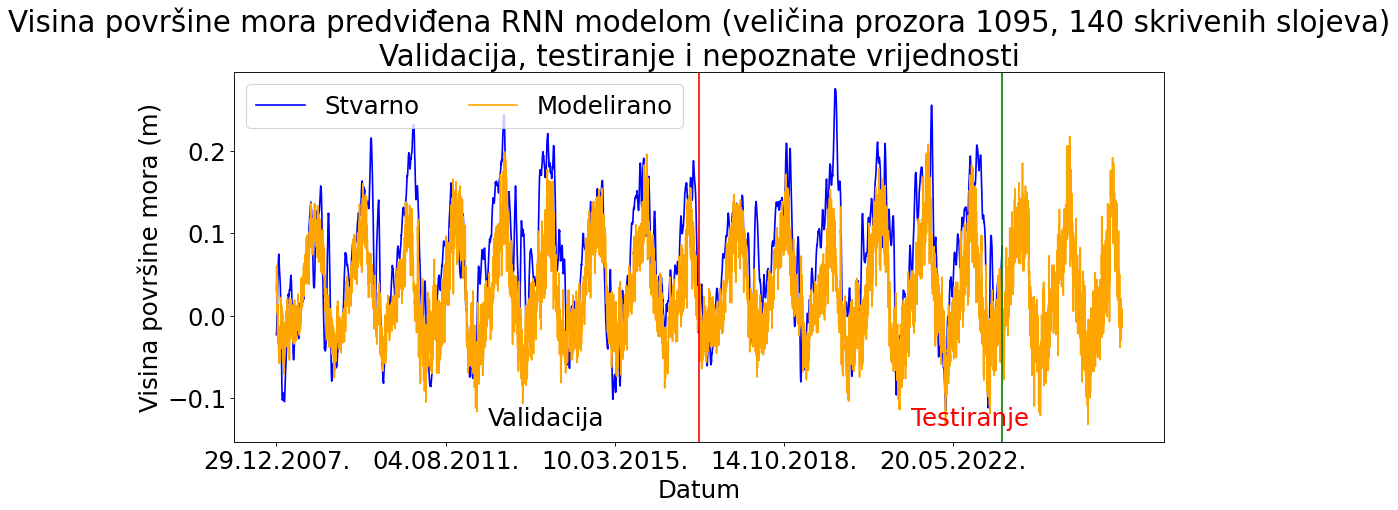 Visina površine mora predviđena RNN modelom (veličina prozora 1095, 140 skrivenih slojeva)
Validacija, testiranje i nepoznate vrijednosti
Stvarno
Modelirano
Visina površine mora (m)
0.2
0.1
0.0
−0.1
Validacija
Testiranje
29.12.2007.
04.08.2011.
10.03.2015.
14.10.2018.
20.05.2022.
Datum